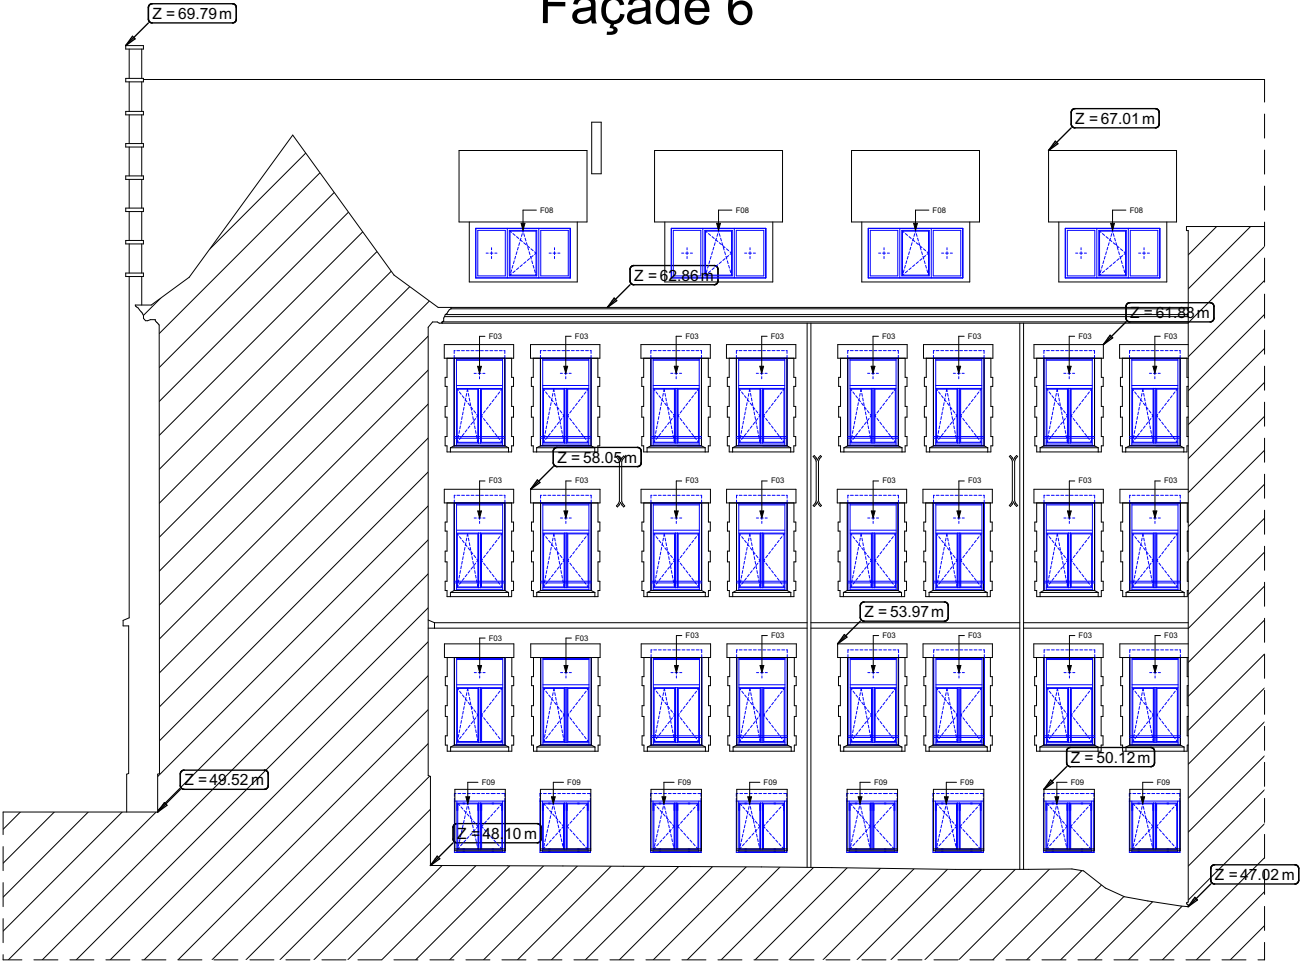 Façade 6
Z = 69.79 m
Z = 67.01 m
F08 F08 F08 F08
Z = 62.86 m
Z = 61.88 m
F03 F03 F03 F03 F03 F03 F03 F03
Z = 58.05 m
F03 F03 F03 F03 F03 F03 F03 F03
Z = 53.97 m
F03 F03 F03 F03 F03 F03 F03 F03
Z = 50.12 m
Z = 49.52 m
F09 F09 F09 F09 F09 F09 F09 F09
Z = 48.10 m
Z = 47.02 m